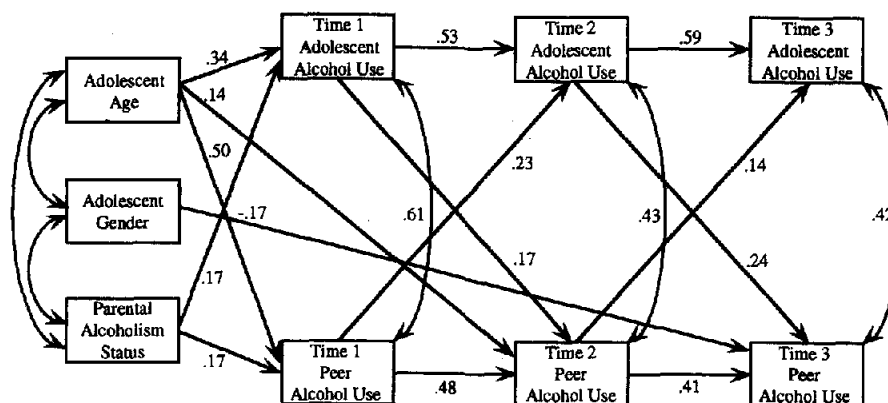 Time 1
Adolescent
Alcohol Use
.53
Time 2
Adolescent
Alcohol Use
.59
Time 3
Adolescent
Alcohol Use
Adolescent
Age
.34
.14
.50
.23
.14
Adolescent
Gender
-.17
.61
.43
.17
.17
.24
Parental
Alcoholism
Status
.17
Time 1
Peer
Alcohol Use
.48
Time 2
Peer
Alcohol Use
.41
Time 3
Peer
Alcohol Use